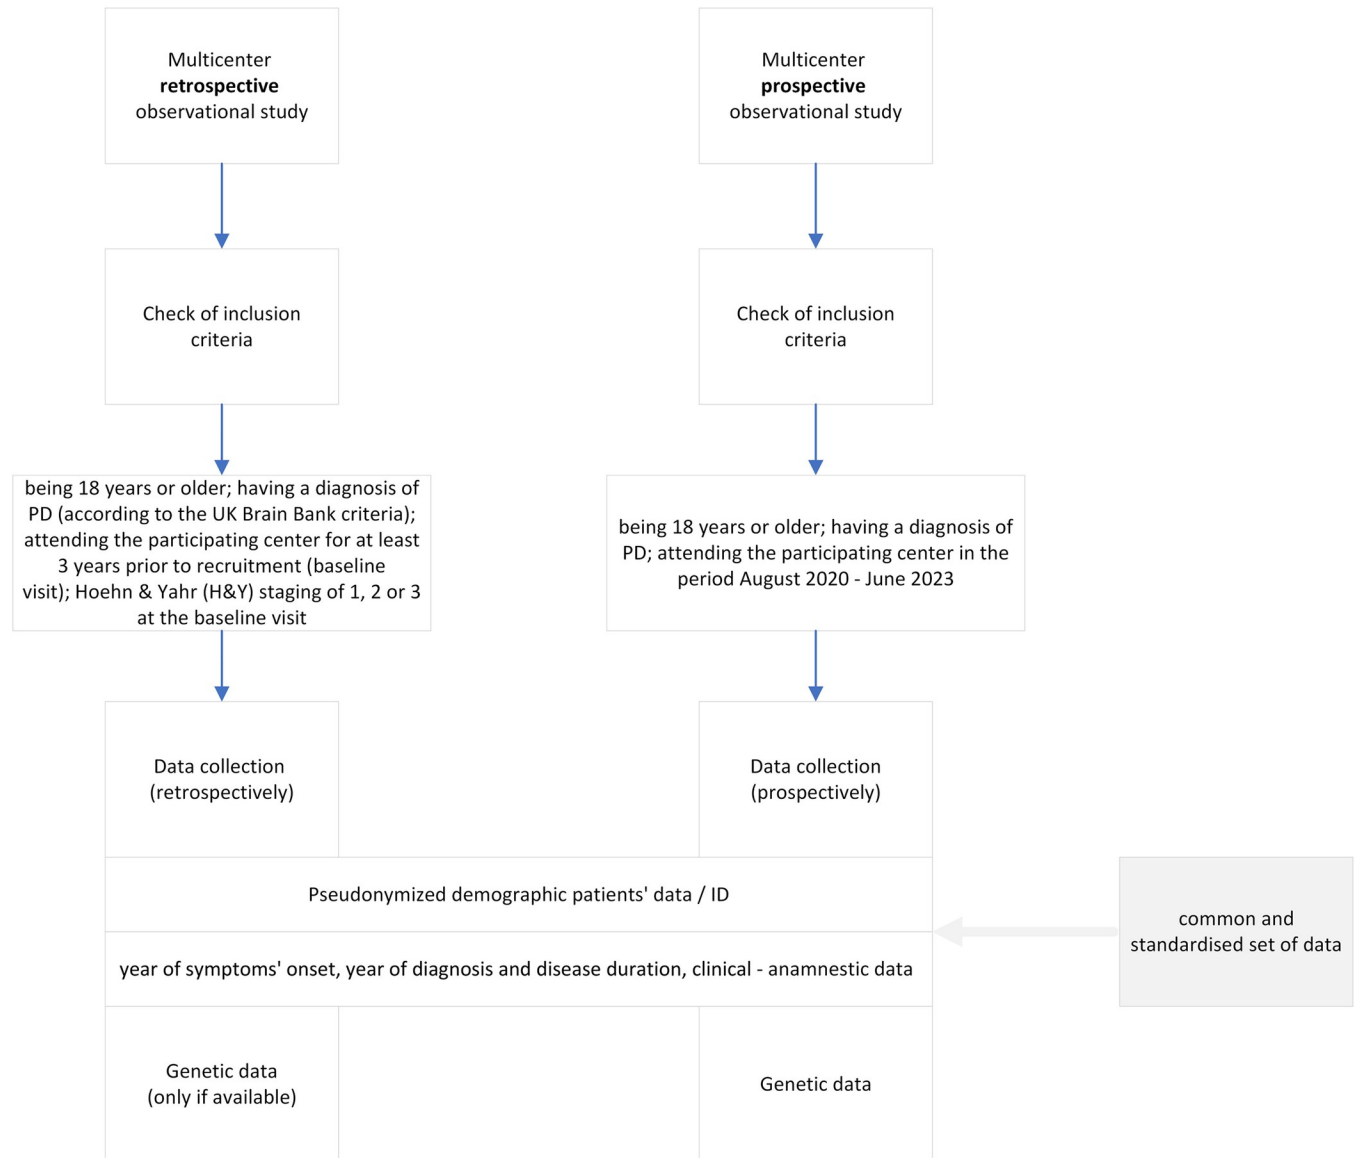 Multicenter
retrospective
observational study
Multicenter
prospective
observational study
Check of inclusion
criteria
Check of inclusion
criteria
being 18 years or older; having a diagnosis of
PD (according to the UK Brain Bank criteria);
attending the participating center for at least
3 years prior to recruitment (baseline
visit); Hoehn & Yahr (H&Y) staging of 1, 2 or 3
at the baseline visit
being 18 years or older; having a diagnosis of
PD; attending the participating center in the
period August 2020 - June 2023
Data collection
(retrospectively)
Data collection
(prospectively)
Pseudonymized demographic patients' data / ID
common and
standardised set of data
year of symptoms' onset, year of diagnosis and disease duration, clinical - anamnestic data
Genetic data
(only if available)
Genetic data